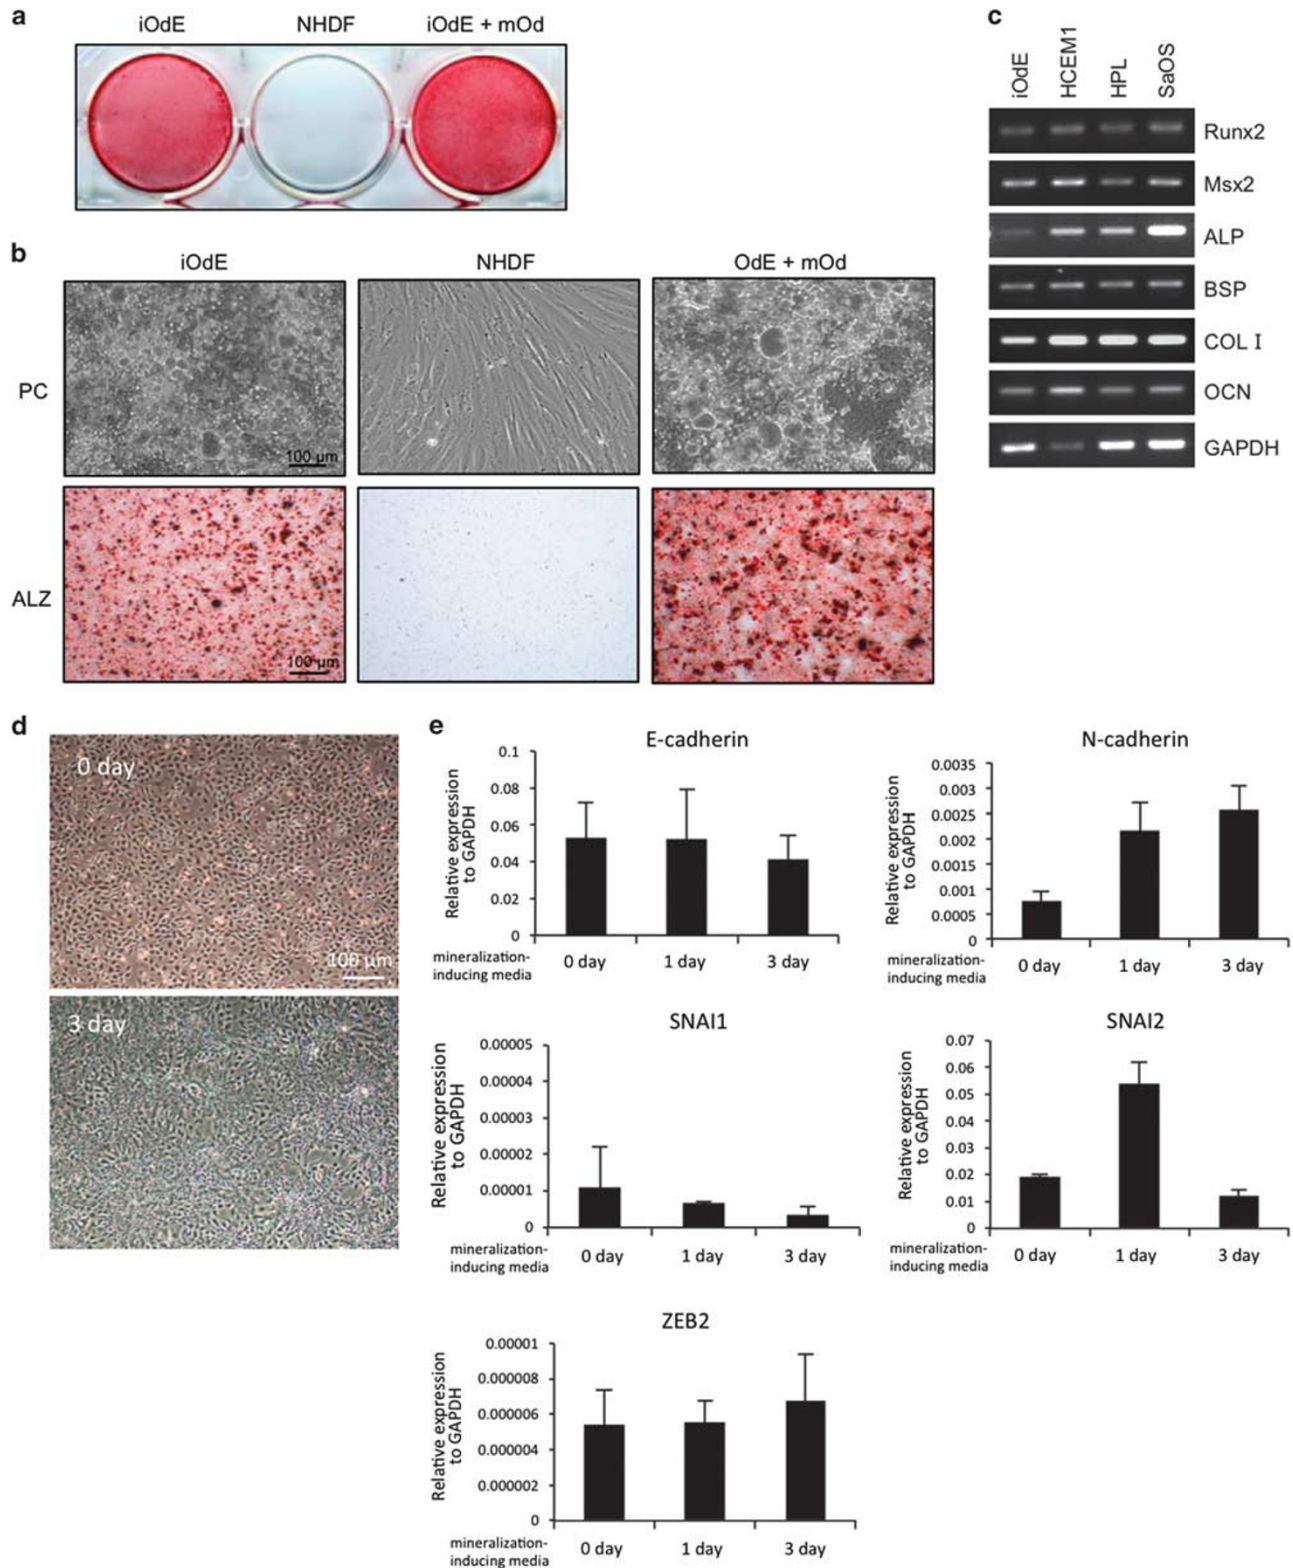 a
iOdE NHDF iOdE + mOd
b
iOdE NHDF OdE + mOd
PC
100 µm
ALZ
100 µm
c
iOdE HCEM1 HPL SaOS
Runx2
Msx2
ALP
BSP
COL I
OCN
GAPDH
d
0 day
100 µm
3 day
e
E-cadherin
Relative expression
to GAPDH
0.1
0.08
0.06
0.04
0.02
0
mineralization-
inducing media
0 day 1 day 3 day
N-cadherin
Relative expression
to GAPDH
0.0035
0.003
0.0025
0.002
0.0015
0.001
0.0005
0
mineralization-
inducing media
0 day 1 day 3 day
SNAI1
Relative expression
to GAPDH
0.00005
0.00004
0.00003
0.00002
0.00001
0
mineralization-
inducing media
0 day 1 day 3 day
SNAI2
Relative expression
to GAPDH
0.07
0.06
0.05
0.04
0.03
0.02
0.01
0
mineralization-
inducing media
0 day 1 day 3 day
ZEB2
Relative expression
to GAPDH
0.00001
0.000008
0.000006
0.000004
0.000002
0
mineralization-
inducing media
0 day 1 day 3 day